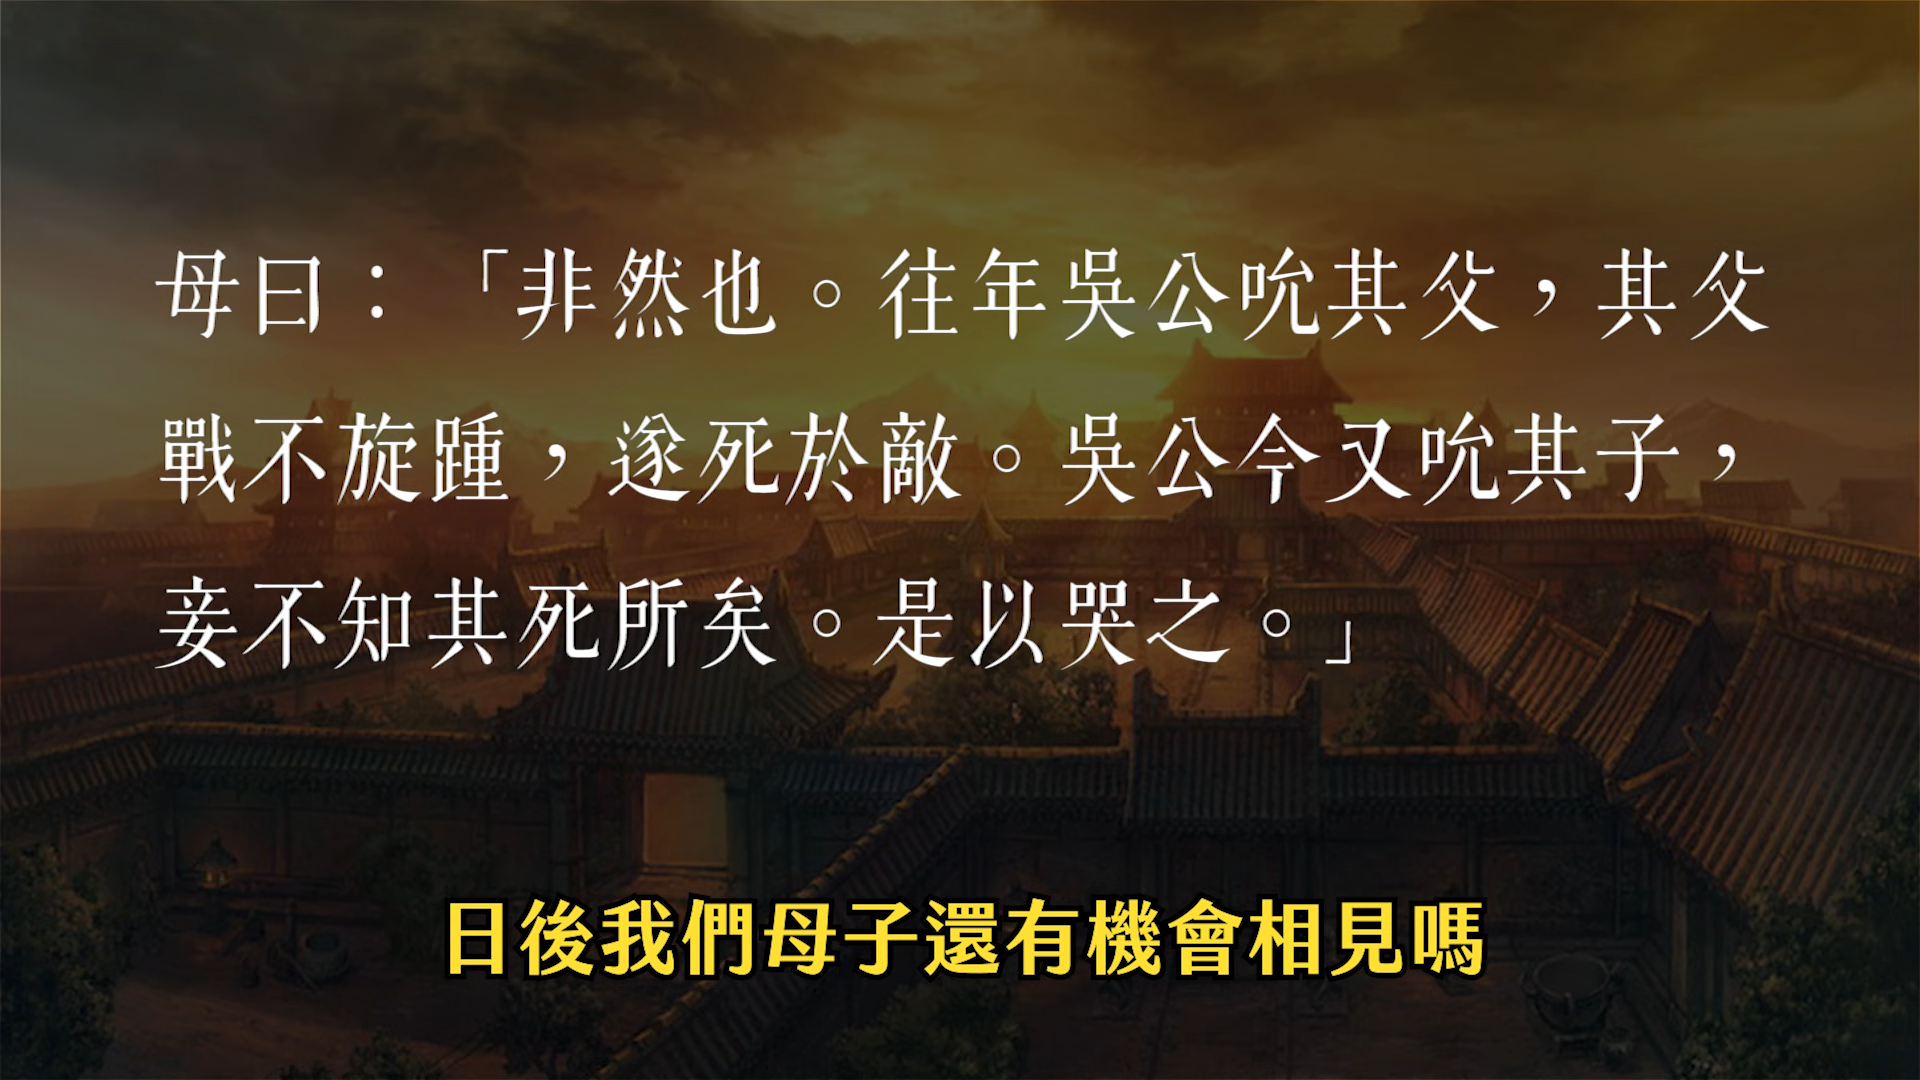 母曰：「非然也。往年吳公吮其父，其父
戰不旋踵，遂死於敵。吳公今又吮其子，
妾不知其死所矣。是以哭之。」
日後我們母子還有機會相見嗎